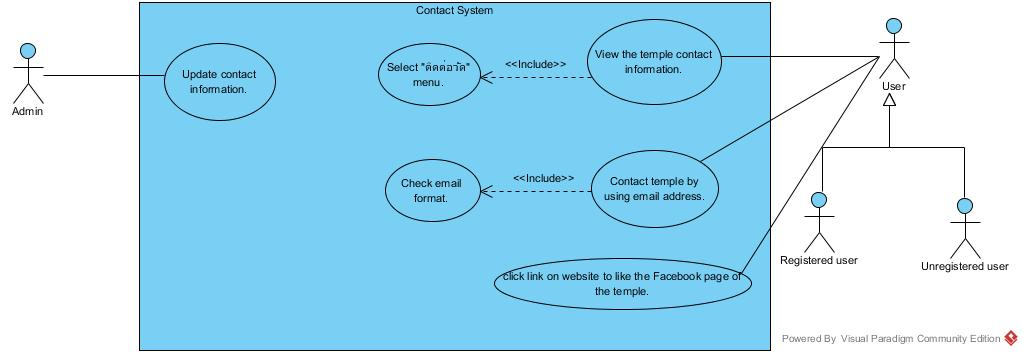 Contact System
Admin
Update contact
information.
Select "ติดต่อวัด"
menu.
<<Include>>
View the temple contact
information.
User
Check email
format.
<<Include>>
Contact temple by
using email address.
Registered user
Unregistered user
click link on website to like the Facebook page of
the temple.
Powered By Visual Paradigm Community Edition